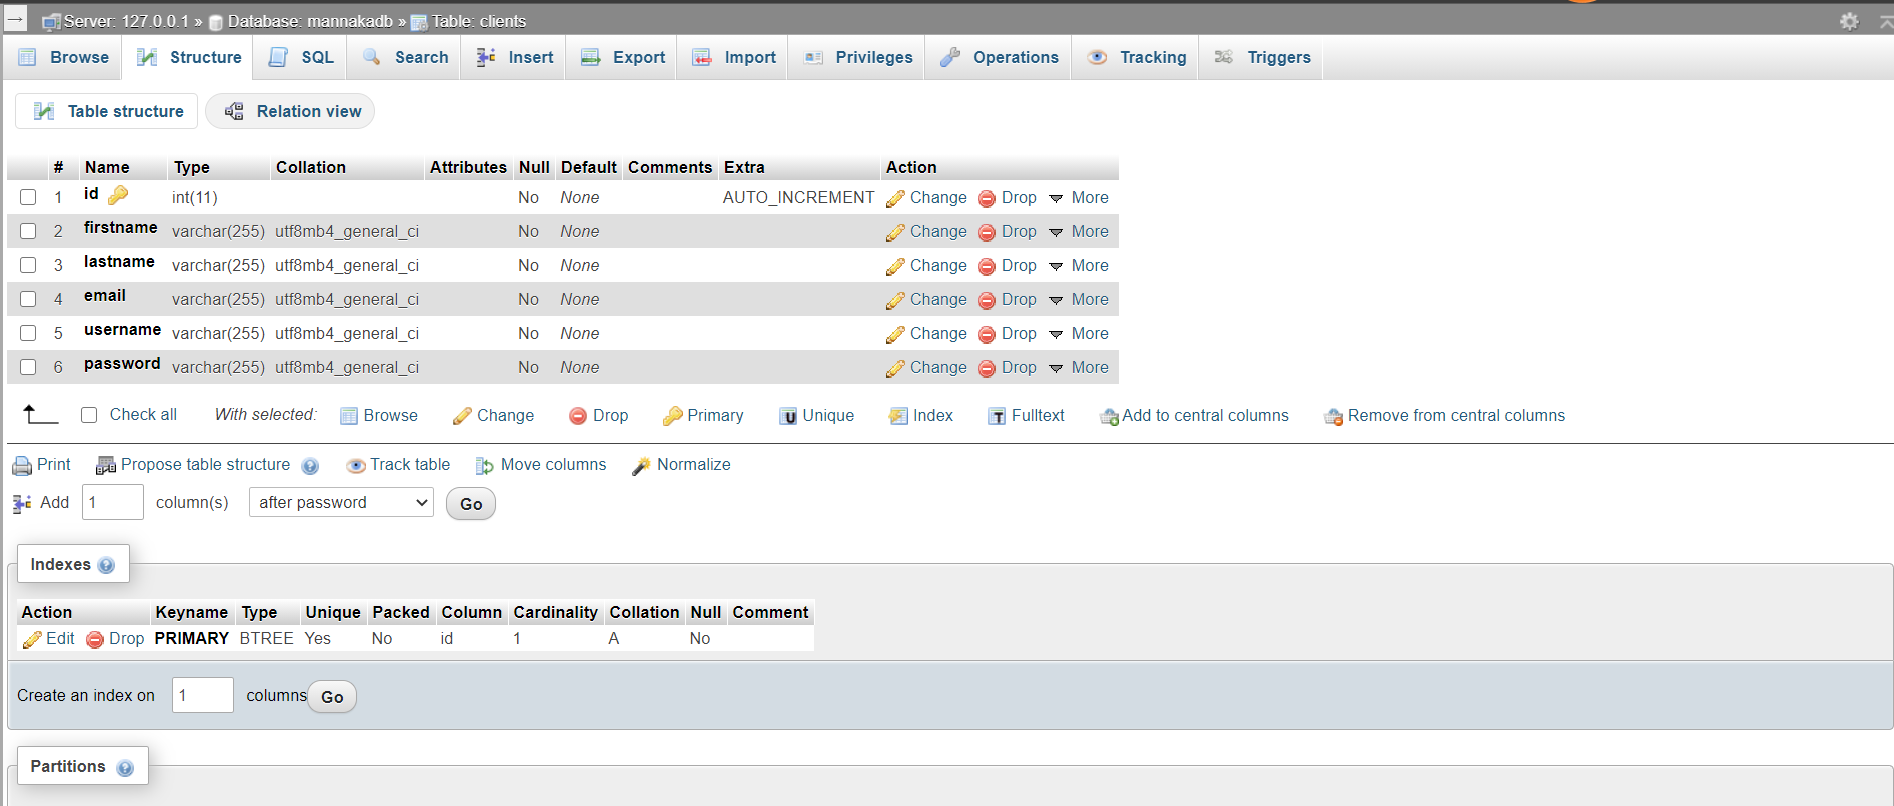 Server: 127.0.0.1 » Database: mannakadb » Table: clients
Browse Structure SQL Search Insert Export Import Privileges Operations Tracking Triggers
Table structure Relation view
# Name Type Collation Attributes Null Default Comments Extra Action
1 id int(11) No None AUTO_INCREMENT Change Drop More
2 firstname varchar(255) utf8mb4_general_ci No None Change Drop More
3 lastname varchar(255) utf8mb4_general_ci No None Change Drop More
4 email varchar(255) utf8mb4_general_ci No None Change Drop More
5 username varchar(255) utf8mb4_general_ci No None Change Drop More
6 password varchar(255) utf8mb4_general_ci No None Change Drop More
Check all With selected: Browse Change Drop Primary Unique Index Fulltext Add to central columns Remove from central columns
Print Propose table structure Track table Move columns Normalize
Add 1 column(s) after password Go
Indexes
Action Keyname Type Unique Packed Column Cardinality Collation Null Comment
Edit Drop PRIMARY BTREE Yes No id 1 A No
Create an index on 1 columns Go
Partitions